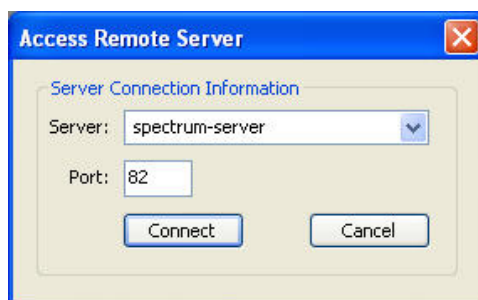 Access Remote Server
Server Connection Information
Server: spectrum-server
Port: 82
Connect Cancel